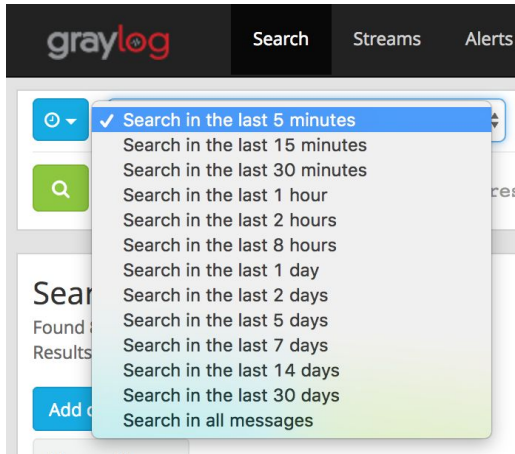 graylog
Search
Streams
Alerts
Search in the last 5 minutes
Search in the last 15 minutes
Search in the last 30 minutes
Search in the last 1 hour
Search in the last 2 hours
Search in the last 8 hours
Search in the last 1 day
Search in the last 2 days
Search in the last 5 days
Search in the last 7 days
Search in the last 14 days
Search in the last 30 days
Search in all messages
Found
Results
Add